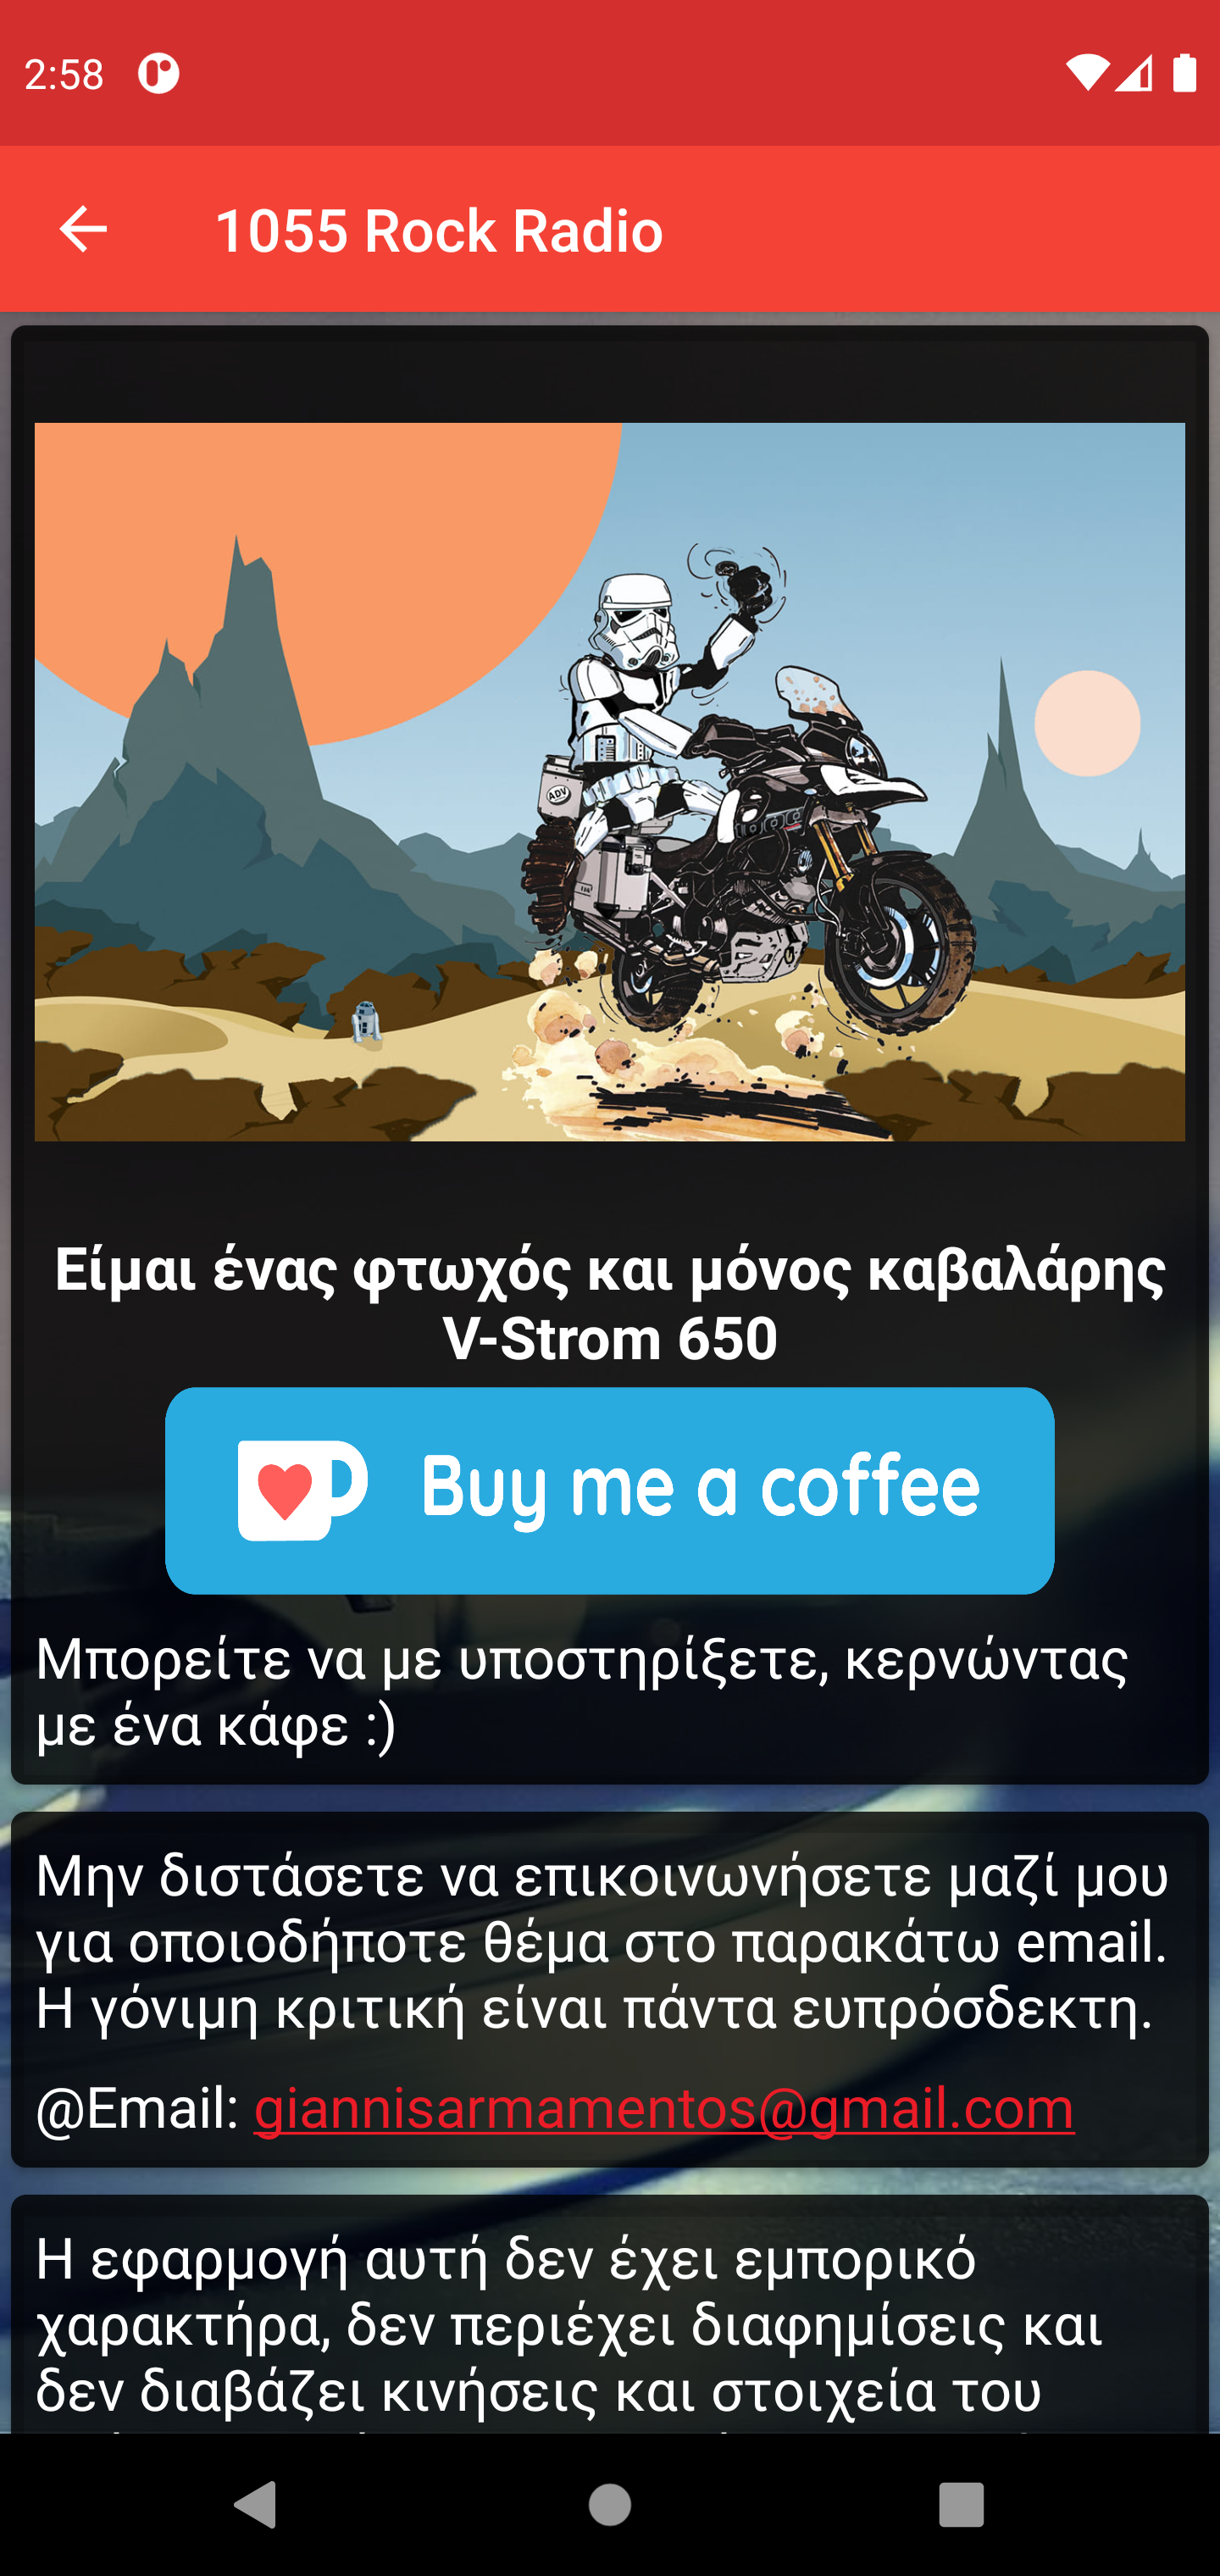 2:58
1055 Rock Radio
ADV
1000
Είμαι ένας φτωχός και μόνος καβαλάρης
V-Strom 650
Buy me a coffee
Μπορείτε να με υποστηρίξετε, κερνώντας
με ένα κάφε :)
Μην διστάσετε να επικοινωνήσετε μαζί μου
για οποιοδήποτε θέμα στο παρακάτω email.
Η γόνιμη κριτική είναι πάντα ευπρόσδεκτη.
@Email: giannisarmamentos@gmail.com
Η εφαρμογή αυτή δεν έχει εμπορικό
χαρακτήρα, δεν περιέχει διαφημίσεις και
δεν διαβάζει κινήσεις και στοιχεία του